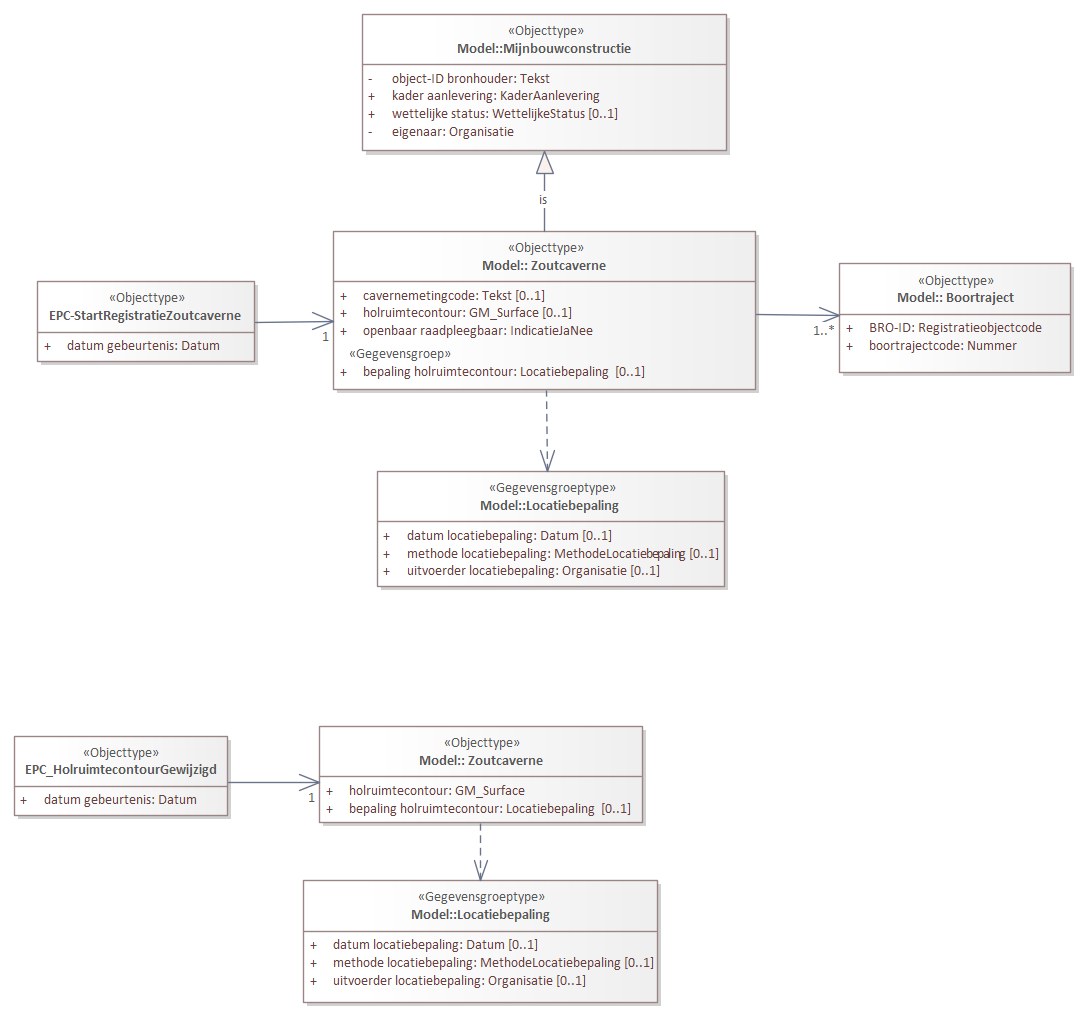 «Objecttype»
Model::Mijnbouwconstructie
- object-ID bronhouder: Tekst
+ kader aanlevering: KaderAanlevering
+ wettelijke status: WettelijkeStatus [0..1]
- eigenaar: Organisatie
is
«Objecttype»
EPC-StartRegistratieZoutcaverne
+ datum gebeurtenis: Datum
1
«Objecttype»
Model:: Zoutcaverne
+ cavernemetingcode: Tekst [0..1]
+ holruimtecontour: GM_Surface [0..1]
+ openbaar raadpleegbaar: IndicatieJaNee
«Gegevensgroep»
+ bepaling holruimtecontour: Locatiebepaling [0..1]
1..*
«Objecttype»
Model:: Boortraject
+ BRO-ID: Registratieobjectcode
+ boortrajectcode: Nummer
«Gegevensgroeptype»
Model::Locatiebepaling
+ datum locatiebepaling: Datum [0..1]
+ methode locatiebepaling: MethodeLocatiebepaling [0..1]
+ uitvoerder locatiebepaling: Organisatie [0..1]
«Objecttype»
EPC_HolruimtecontourGewijzigd
+ datum gebeurtenis: Datum
1
«Objecttype»
Model:: Zoutcaverne
+ holruimtecontour: GM_Surface
+ bepaling holruimtecontour: Locatiebepaling [0..1]
«Gegevensgroeptype»
Model::Locatiebepaling
+ datum locatiebepaling: Datum [0..1]
+ methode locatiebepaling: MethodeLocatiebepaling [0..1]
+ uitvoerder locatiebepaling: Organisatie [0..1]